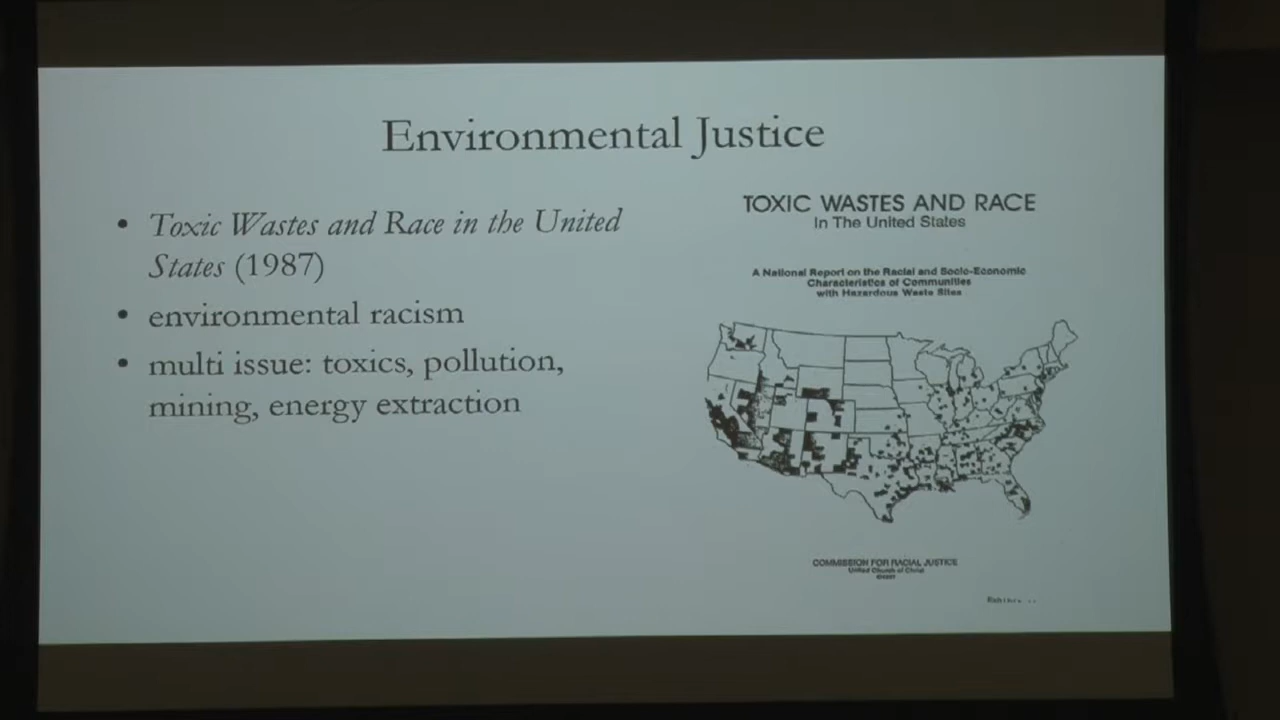 Environmental Justice
• Toxic Wastes and Race in the United
States (1987)
• environmental racism
• multi issue: toxics, pollution,
mining, energy extraction
TOXIC WASTES AND RACE
In The United States
A National Report on the Racial and Socio-Economic
Characteristics of Communities
with Hazardous Waste Sites
COMMISSION FOR RACIAL JUSTICE
United Church of Christ